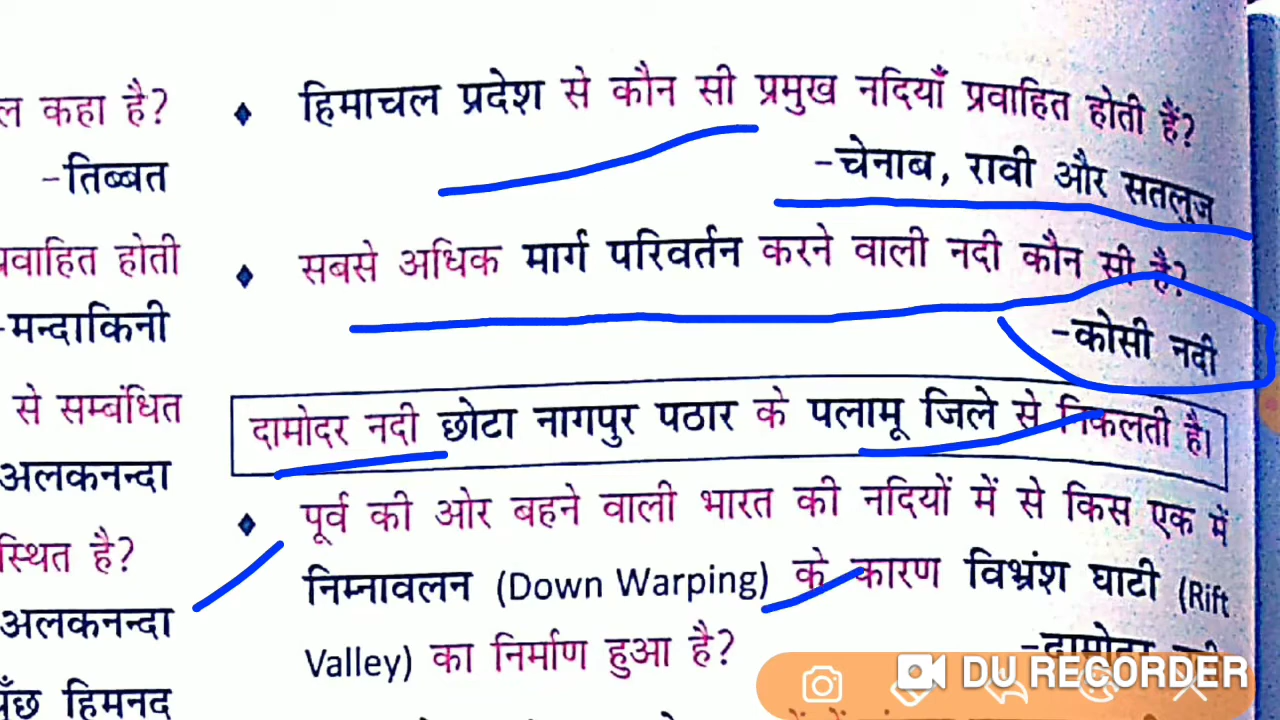 ल कहा है?
-तिब्बत
प्रवाहित होती
-मन्दाकिनी
से सम्बंधित
अलकनन्दा
स्थित है?
अलकनन्दा
हिमनद
हिमाचल प्रदेश से कौन सी प्रमुख नदियाँ प्रवाहित होती हैं?
-चेनाब, रावी और सतलुज
सबसे अधिक मार्ग परिवर्तन करने वाली नदी कौन सी है?
-कोसी नदी
दामोदर नदी छोटा नागपुर पठार के पलामू जिले से निकलती है।
पूर्व की ओर बहने वाली भारत की नदियों में से किस एक में
निम्नावलन (Down Warping) के कारण विभ्रंश घाटी (Rift
Valley) का निर्माण हुआ है?
-दामोदर नदी
DU RECORDER